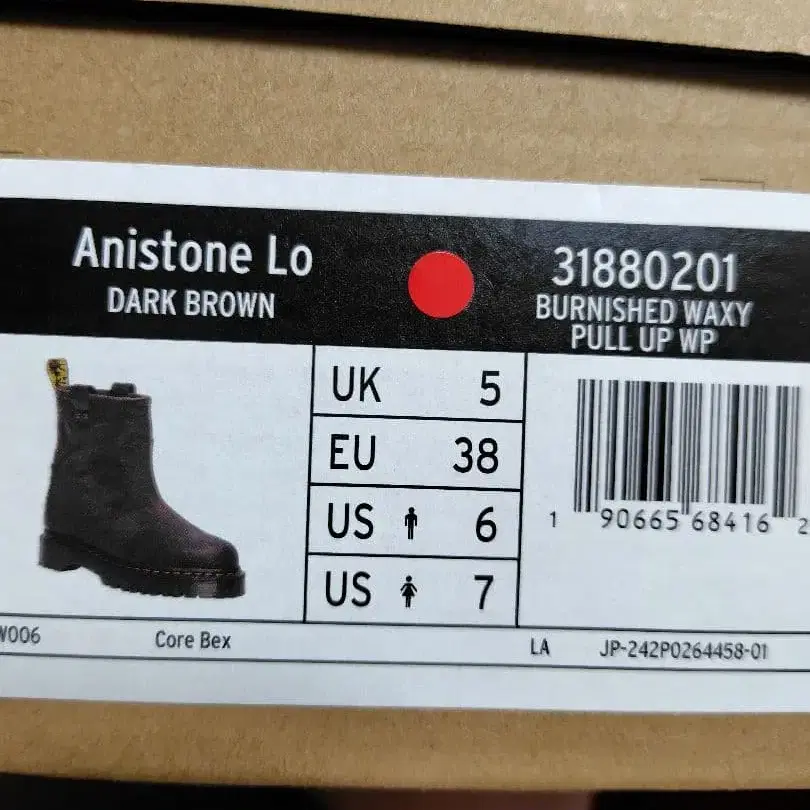 Anistone Lo
DARK BROWN
31880201
BURNISHED WAXY
PULL UP WP
UK 5
EU 38
US 6
US 7
1 90665 68416 2
W006
Core Bex
LA
JP-242P0264458-01